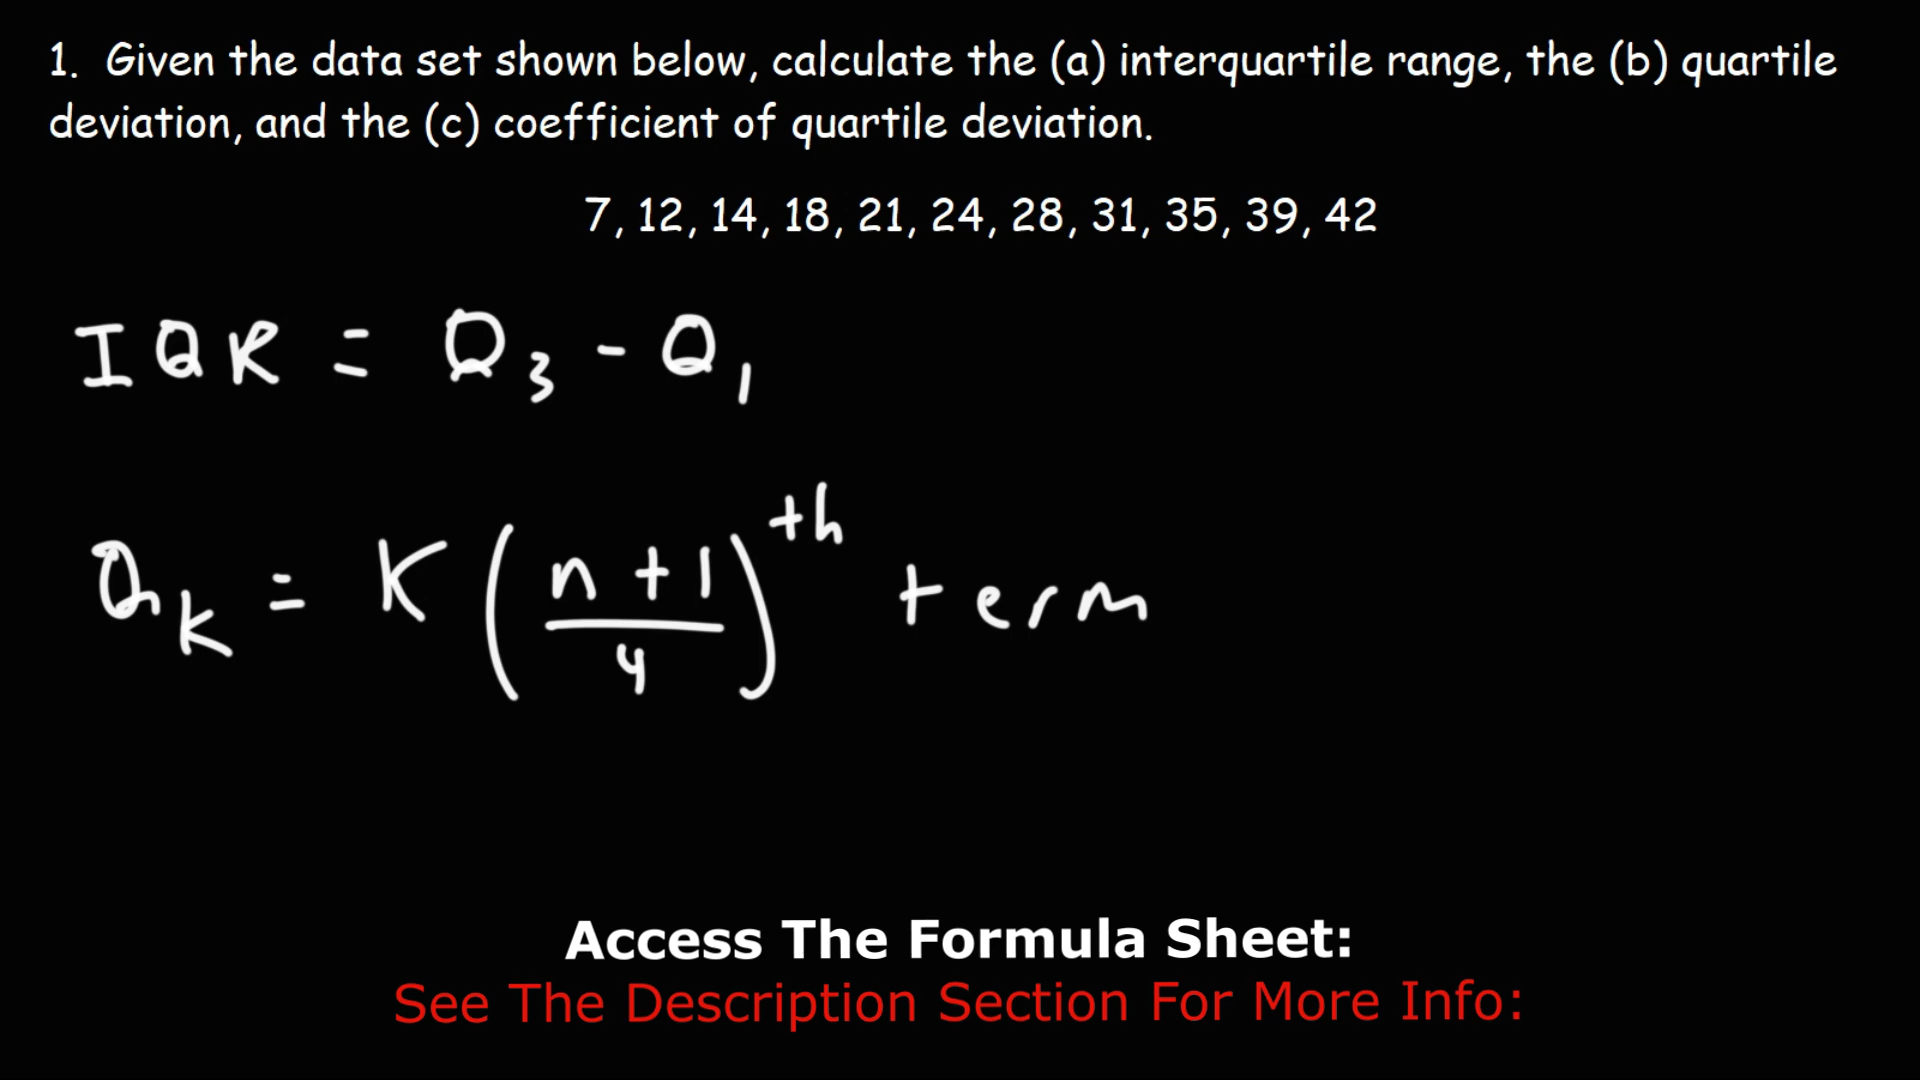 1. Given the data set shown below, calculate the (a) interquartile range, the (b) quartile
deviation, and the (c) coefficient of quartile deviation.
7, 12, 14, 18, 21, 24, 28, 31, 35, 39, 42
IQR = Q₃ - Q₁
Qₖ = K((n+1)/4)ᵗʰ term
Access The Formula Sheet:
See The Description Section For More Info: